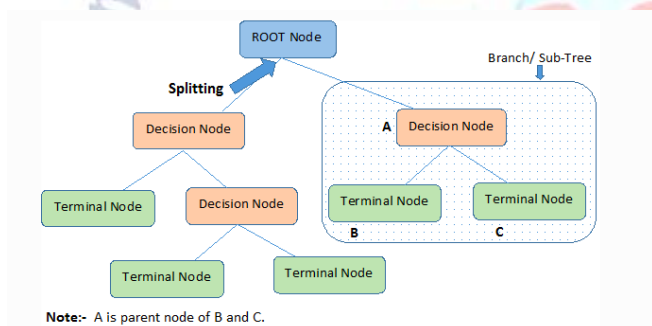 ROOT Node
Branch/ Sub-Tree
Splitting
Decision Node
A
Decision Node
Terminal Node
Decision Node
Terminal Node
Terminal Node
B
C
Terminal Node
Terminal Node
Note:- A is parent node of B and C.